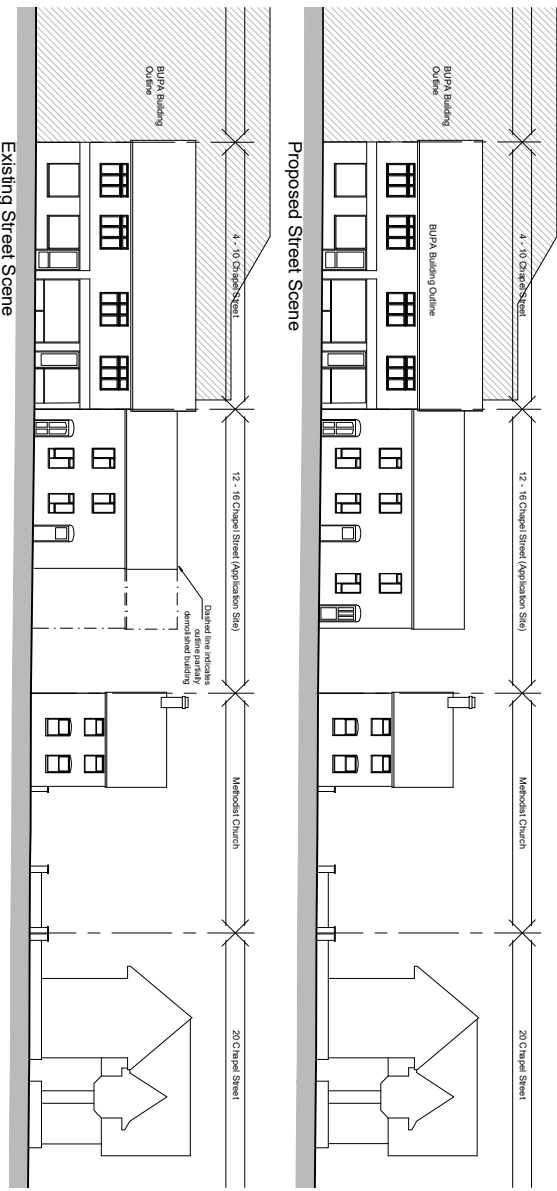 BUPA Building
Outline
4 - 10 Chapel Street
12 - 16 Chapel Street (Application Site)
Methodist Church
20 Chapel Street
BUPA Building Outline
Proposed Street Scene
BUPA Building
Outline
4 - 10 Chapel Street
12 - 16 Chapel Street (Application Site)
Methodist Church
20 Chapel Street
Dashed line indicates
outline partially
demolished building
Existing Street Scene